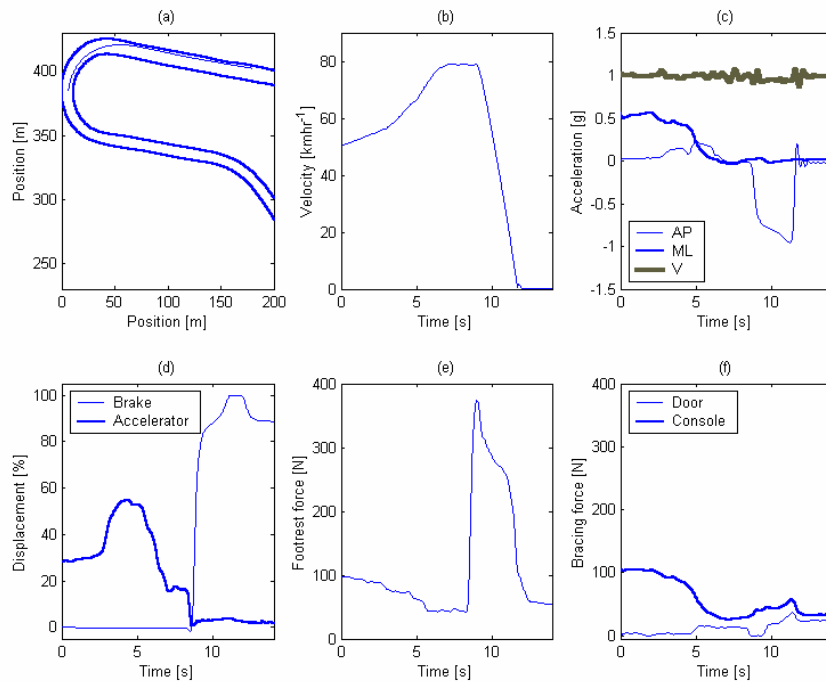 (a)
(b)
(c)
Position [m]
400
350
300
250
0 50 100 150 200
Position [m]
Velocity [kmhr⁻¹]
100
80
60
40
20
0
0 5 10
Time [s]
Acceleration [g]
1.5
1
0.5
0
-0.5
-1
-1.5
AP
ML
V
0 5 10
Time [s]
(d)
(e)
(f)
Displacement [%]
100
80
60
40
20
0
Brake
Accelerator
0 5 10
Time [s]
Footrest force [N]
400
300
200
100
0
0 5 10
Time [s]
Bracing force [N]
400
300
200
100
0
Door
Console
0 5 10
Time [s]